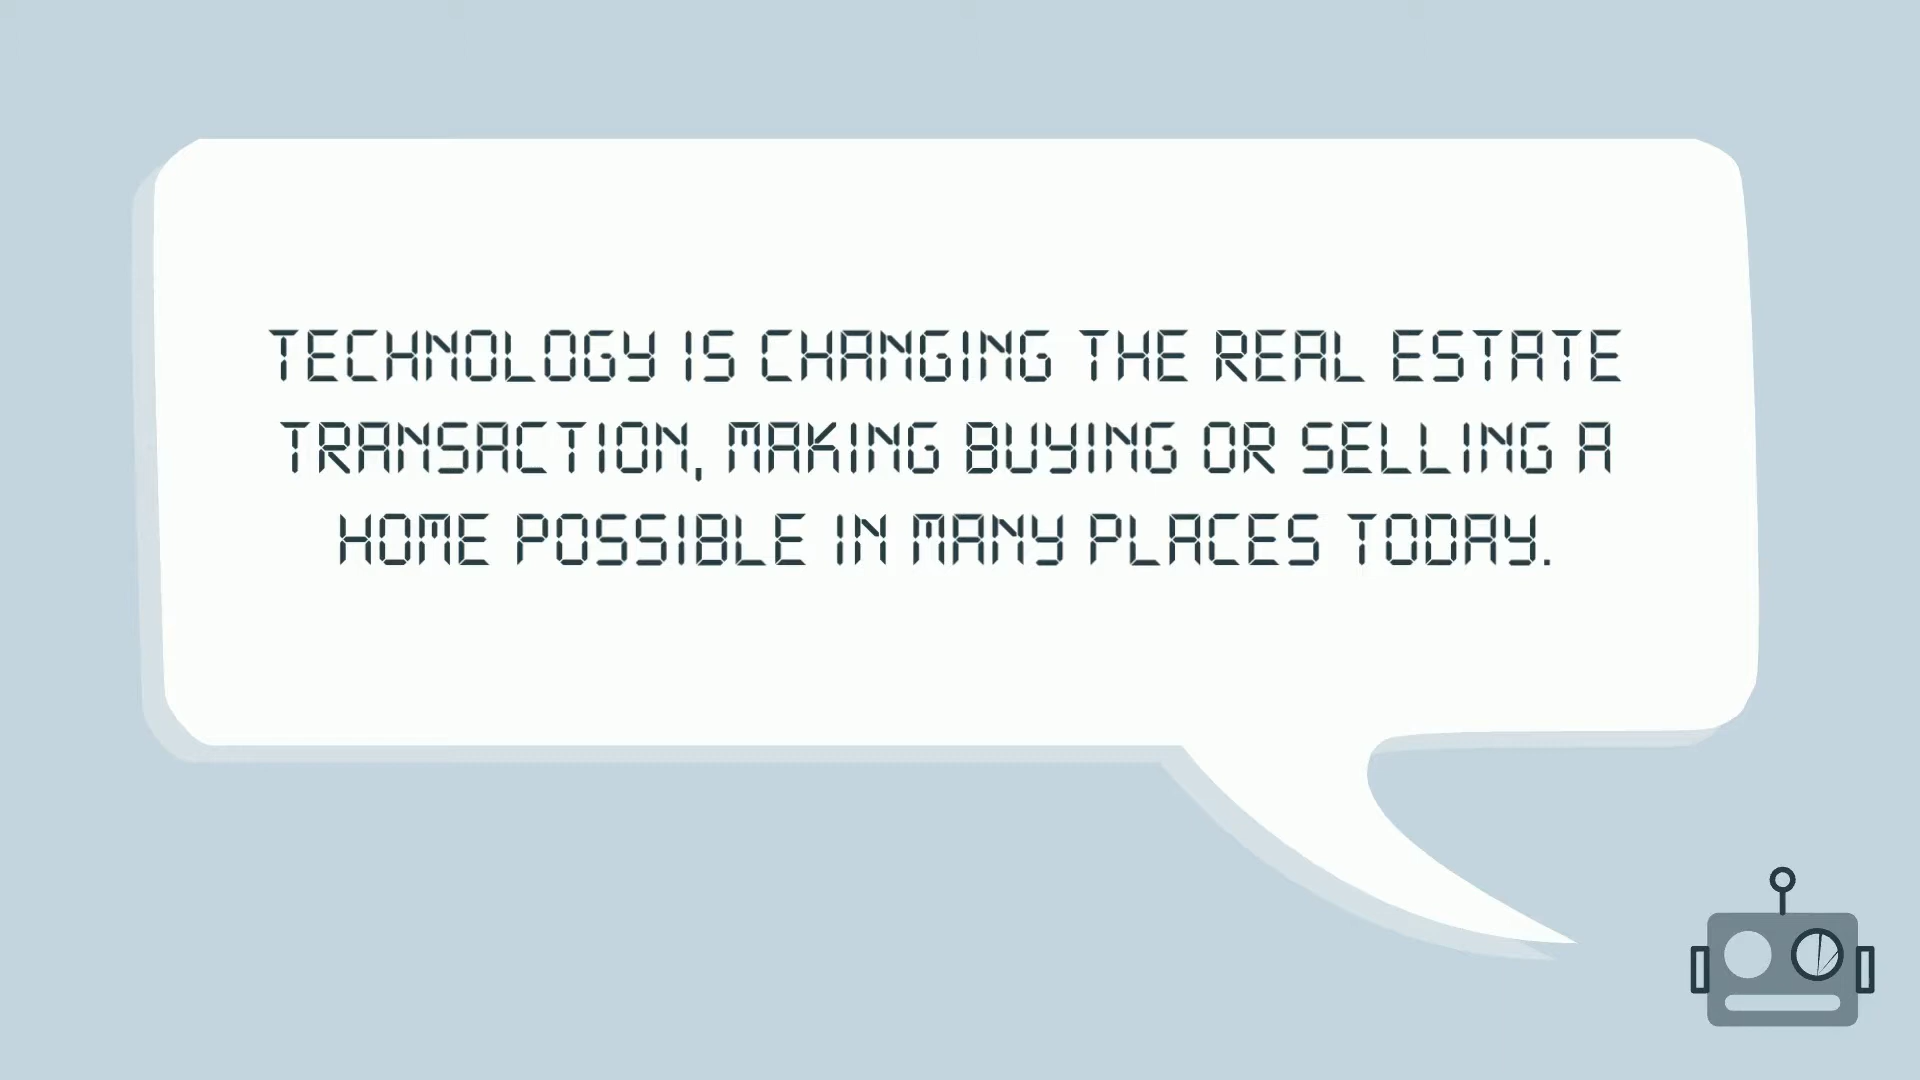 TECHNOLOGY IS CHANGING THE REAL ESTATE
TRANSACTION, MAKING BUYING OR SELLING A
HOME POSSIBLE IN MANY PLACES TODAY.